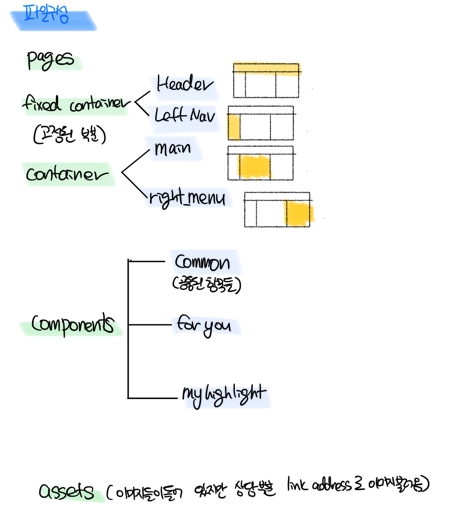 파일구성
pages
fixed container
(고정된 부분)
Header
Left Nav
container
main
right_menu
components
common
(공통된 항목들)
for you
my highlight
assets (이미지들이 들어 있지만 상당부분 link address로 이미지불러옴)